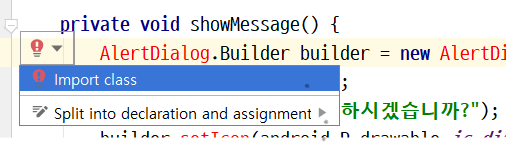 private void showMessage() {
AlertDialog.Builder builder = new AlertDi
Import class
;
Split into declaration and assignment
하시겠습니까?");
builder.setIcon(android.R.drawable.ic_di